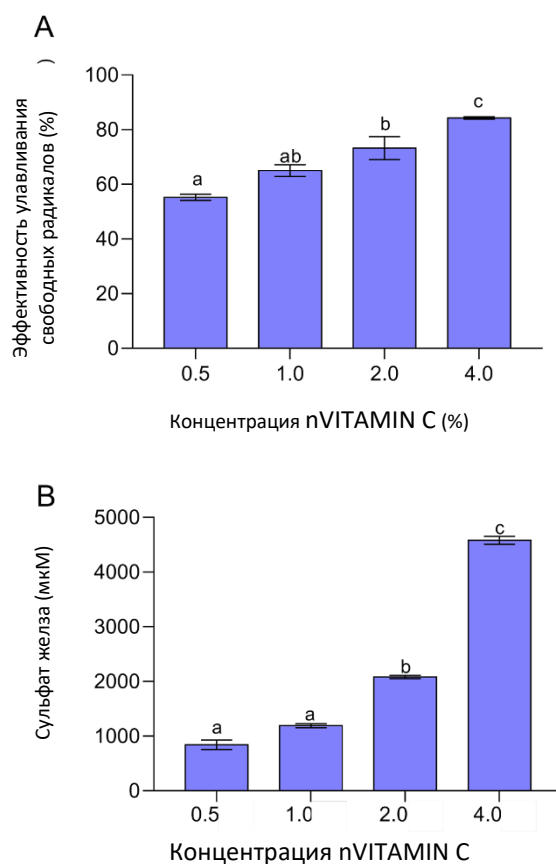 A
Эффективность улавливания
свободных радикалов (%)
)
100
80
60
40
20
0
a
ab
b
c
0.5 1.0 2.0 4.0
Концентрация nVITAMIN C (%)
B
Сульфат желза (мкМ)
5000
4000
3000
2000
1000
0
a
a
b
c
0.5 1.0 2.0 4.0
Концентрация nVITAMIN C